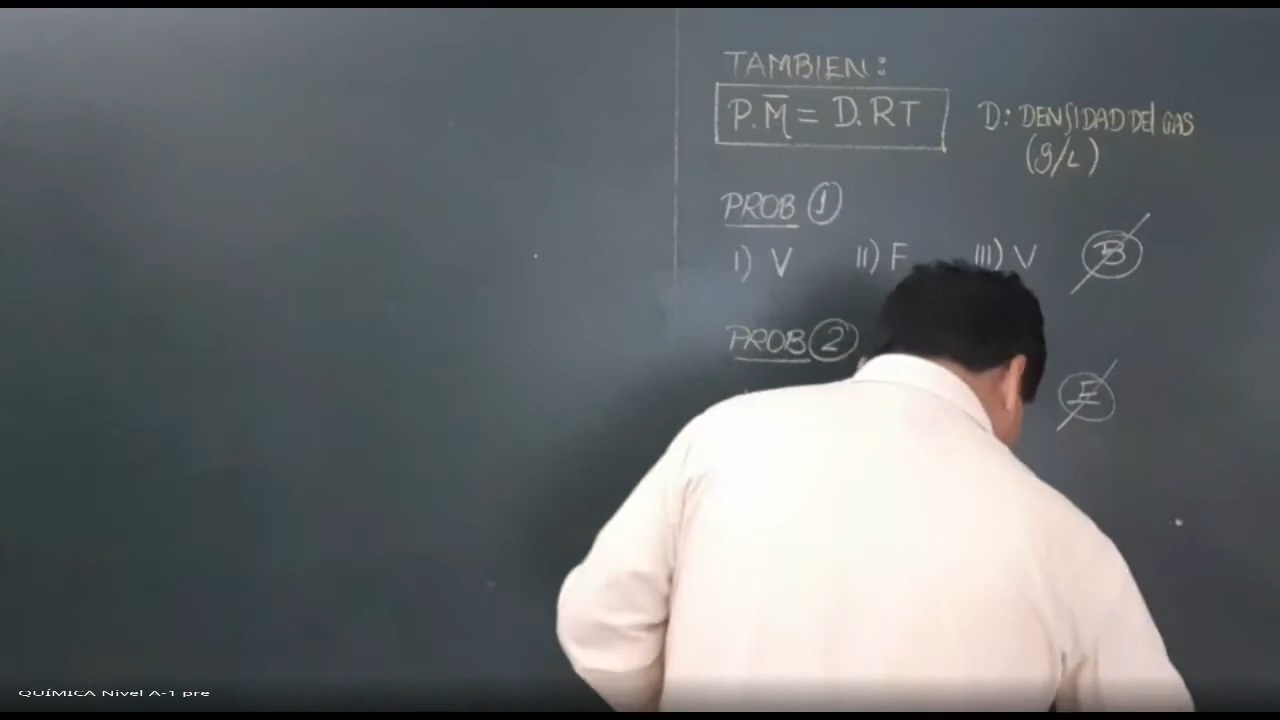 TAMBIEN:
P.M̅ = D.RT
D: DENSIDAD DEL GAS
(g/L)
PROB 1
I) V II) F III) V B
PROB 2
E
QUÍMICA Nivel A-1 pre